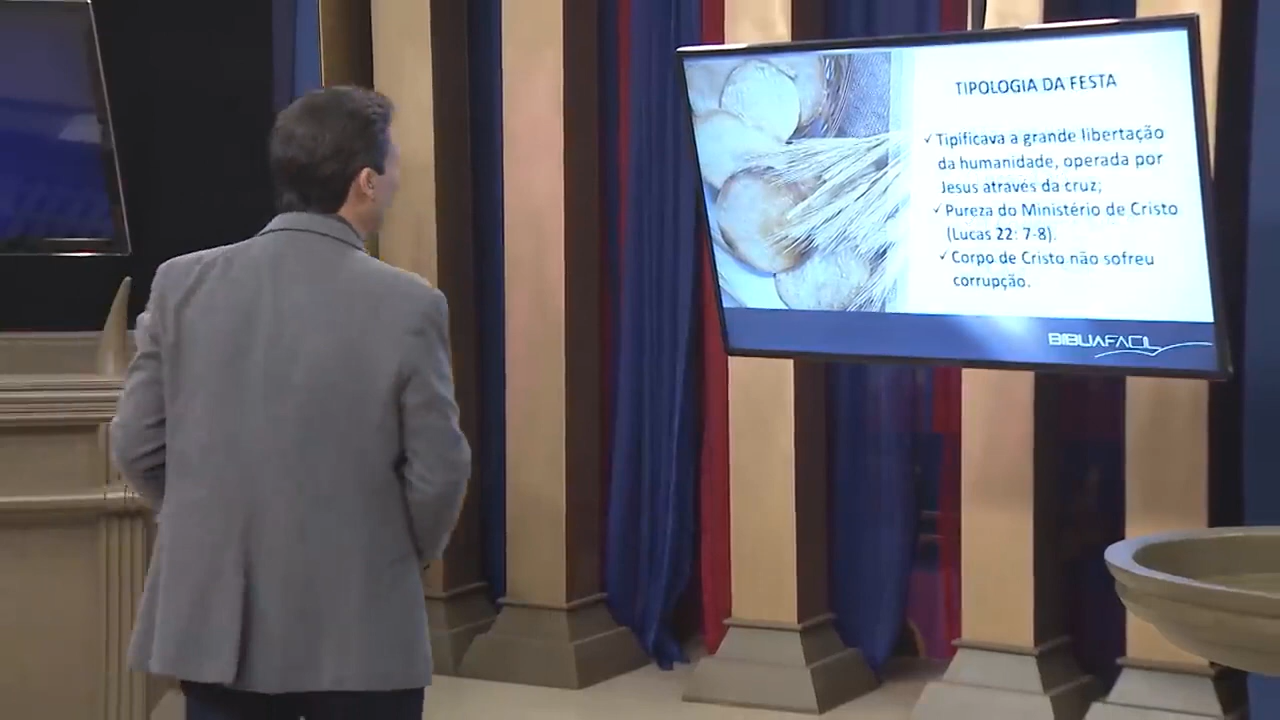 TIPOLOGIA DA FESTA
✓Tipificava a grande libertação
da humanidade, operada por
Jesus através da cruz;
✓Pureza do Ministério de Cristo
(Lucas 22: 7-8).
✓Corpo de Cristo não sofreu
corrupção.
BIBLIAFACIL